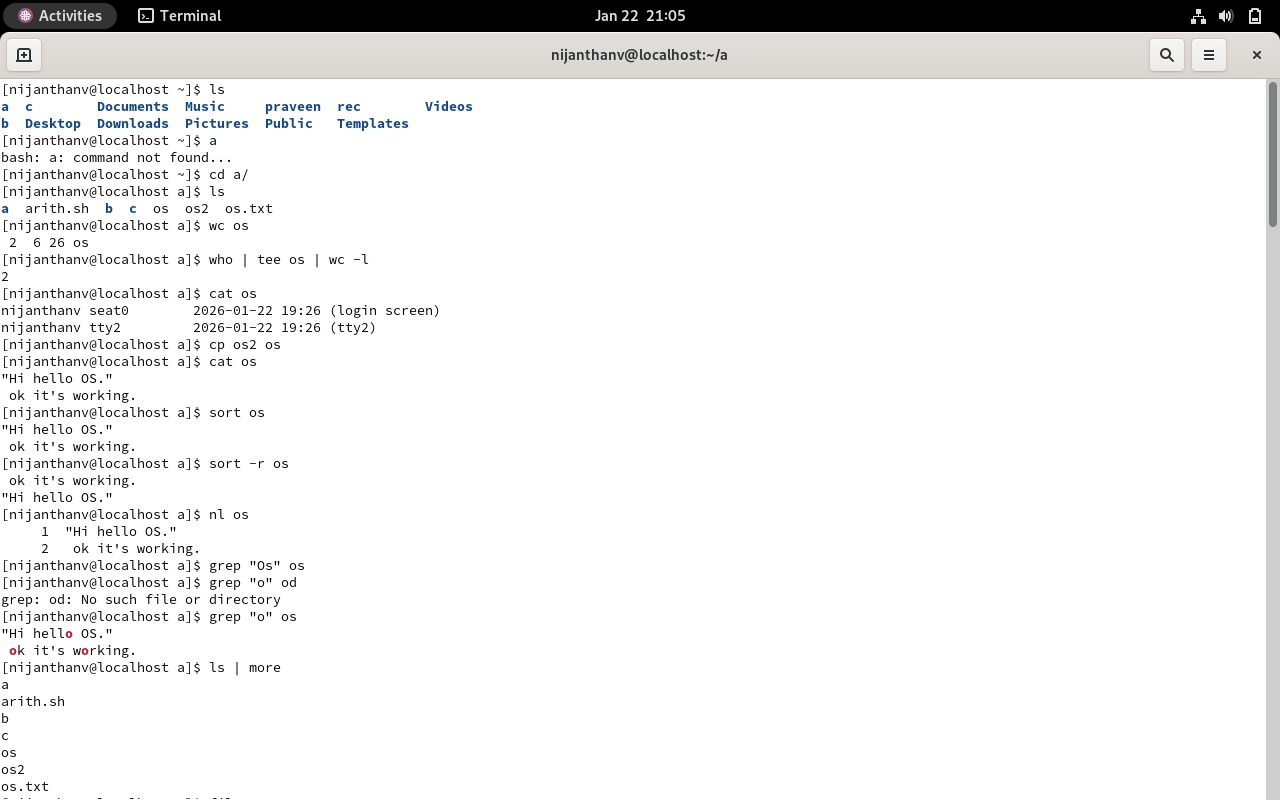 Activities
Terminal
Jan 22 21:05
nijanthanv@localhost:~/a
[nijanthanv@localhost ~]$ ls
a  c        Documents  Music     praveen  rec        Videos
b  Desktop  Downloads  Pictures  Public   Templates
[nijanthanv@localhost ~]$ a
bash: a: command not found...
[nijanthanv@localhost ~]$ cd a/
[nijanthanv@localhost a]$ ls
a  arith.sh  b  c  os  os2  os.txt
[nijanthanv@localhost a]$ wc os
 2  6 26 os
[nijanthanv@localhost a]$ who | tee os | wc -l
2
[nijanthanv@localhost a]$ cat os
nijanthanv seat0        2026-01-22 19:26 (login screen)
nijanthanv tty2         2026-01-22 19:26 (tty2)
[nijanthanv@localhost a]$ cp os2 os
[nijanthanv@localhost a]$ cat os
"Hi hello OS."
 ok it's working.
[nijanthanv@localhost a]$ sort os
"Hi hello OS."
 ok it's working.
[nijanthanv@localhost a]$ sort -r os
 ok it's working.
"Hi hello OS."
[nijanthanv@localhost a]$ nl os
     1  "Hi hello OS."
     2   ok it's working.
[nijanthanv@localhost a]$ grep "Os" os
[nijanthanv@localhost a]$ grep "o" od
grep: od: No such file or directory
[nijanthanv@localhost a]$ grep "o" os
"Hi hello OS."
 ok it's working.
[nijanthanv@localhost a]$ ls | more
a
arith.sh
b
c
os
os2
os.txt